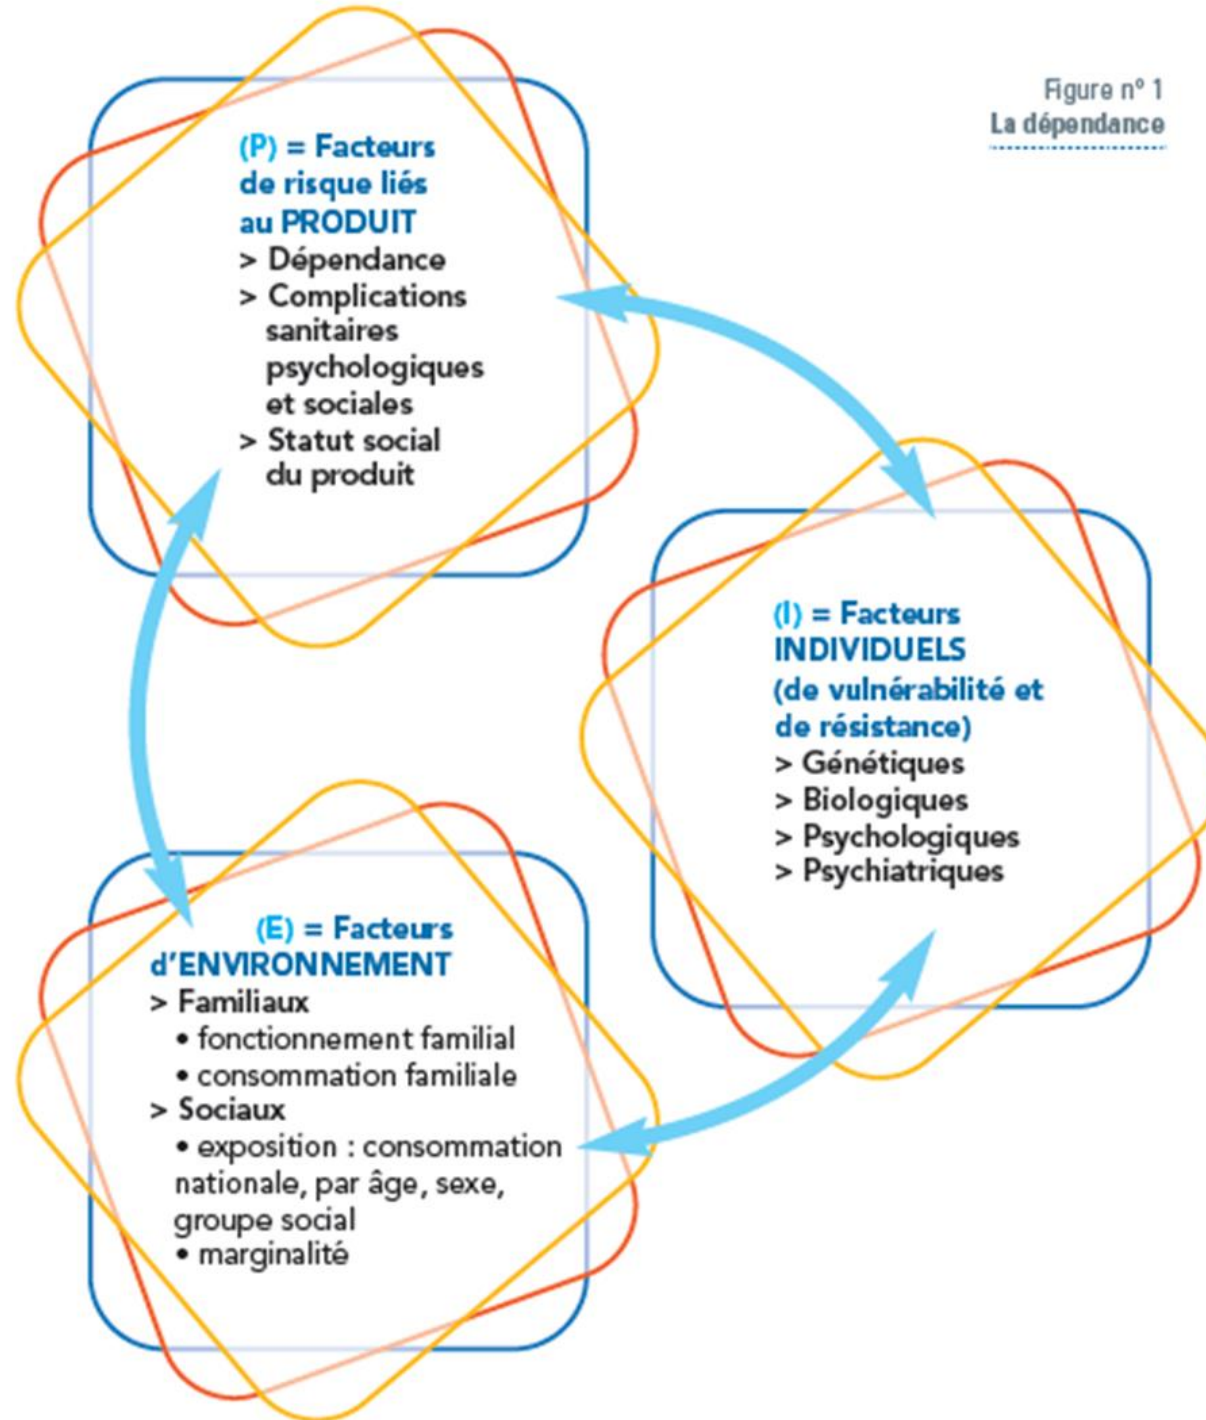 Figure nº 1
La dépendance
(P) = Facteurs
de risque liés
au PRODUIT
> Dépendance
> Complications
sanitaires
psychologiques
et sociales
> Statut social
du produit
(I) = Facteurs
INDIVIDUELS
(de vulnérabilité et
de résistance)
> Génétiques
> Biologiques
> Psychologiques
> Psychiatriques
(E) = Facteurs
d'ENVIRONNEMENT
> Familiaux
• fonctionnement familial
• consommation familiale
> Sociaux
• exposition : consommation
nationale, par âge, sexe,
groupe social
• marginalité